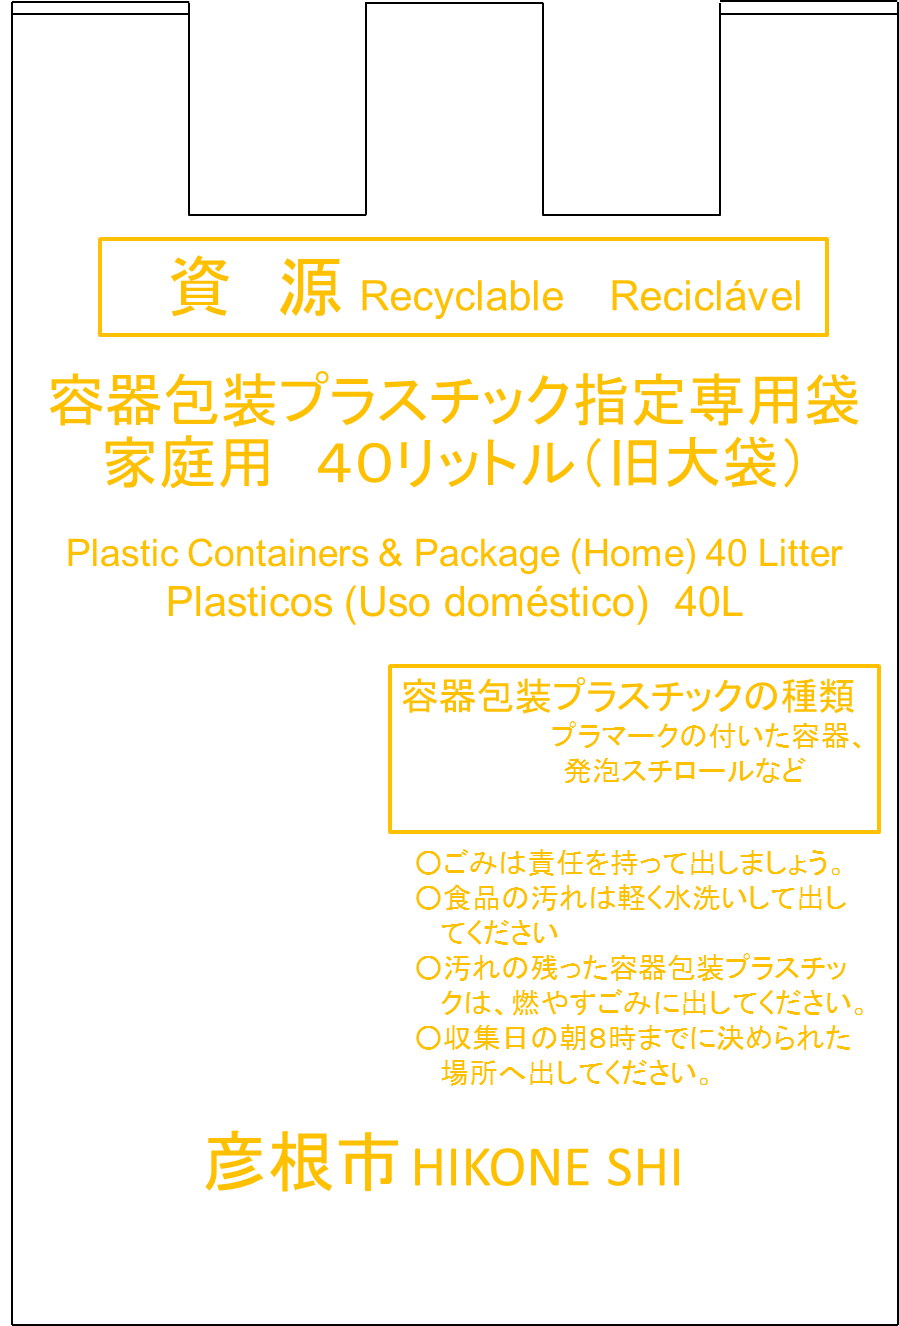 資　源 Recyclable　Reciclável
容器包装プラスチック指定専用袋
家庭用　４０リットル（旧大袋）
Plastic Containers & Package (Home) 40 Litter
Plasticos (Uso doméstico)  40L
容器包装プラスチックの種類
プラマークの付いた容器、
発泡スチロールなど
〇ごみは責任を持って出しましょう。
〇食品の汚れは軽く水洗いして出し
てください
〇汚れの残った容器包装プラスチッ
クは、燃やすごみに出してください。
〇収集日の朝８時までに決められた
場所へ出してください。
彦根市 HIKONE SHI